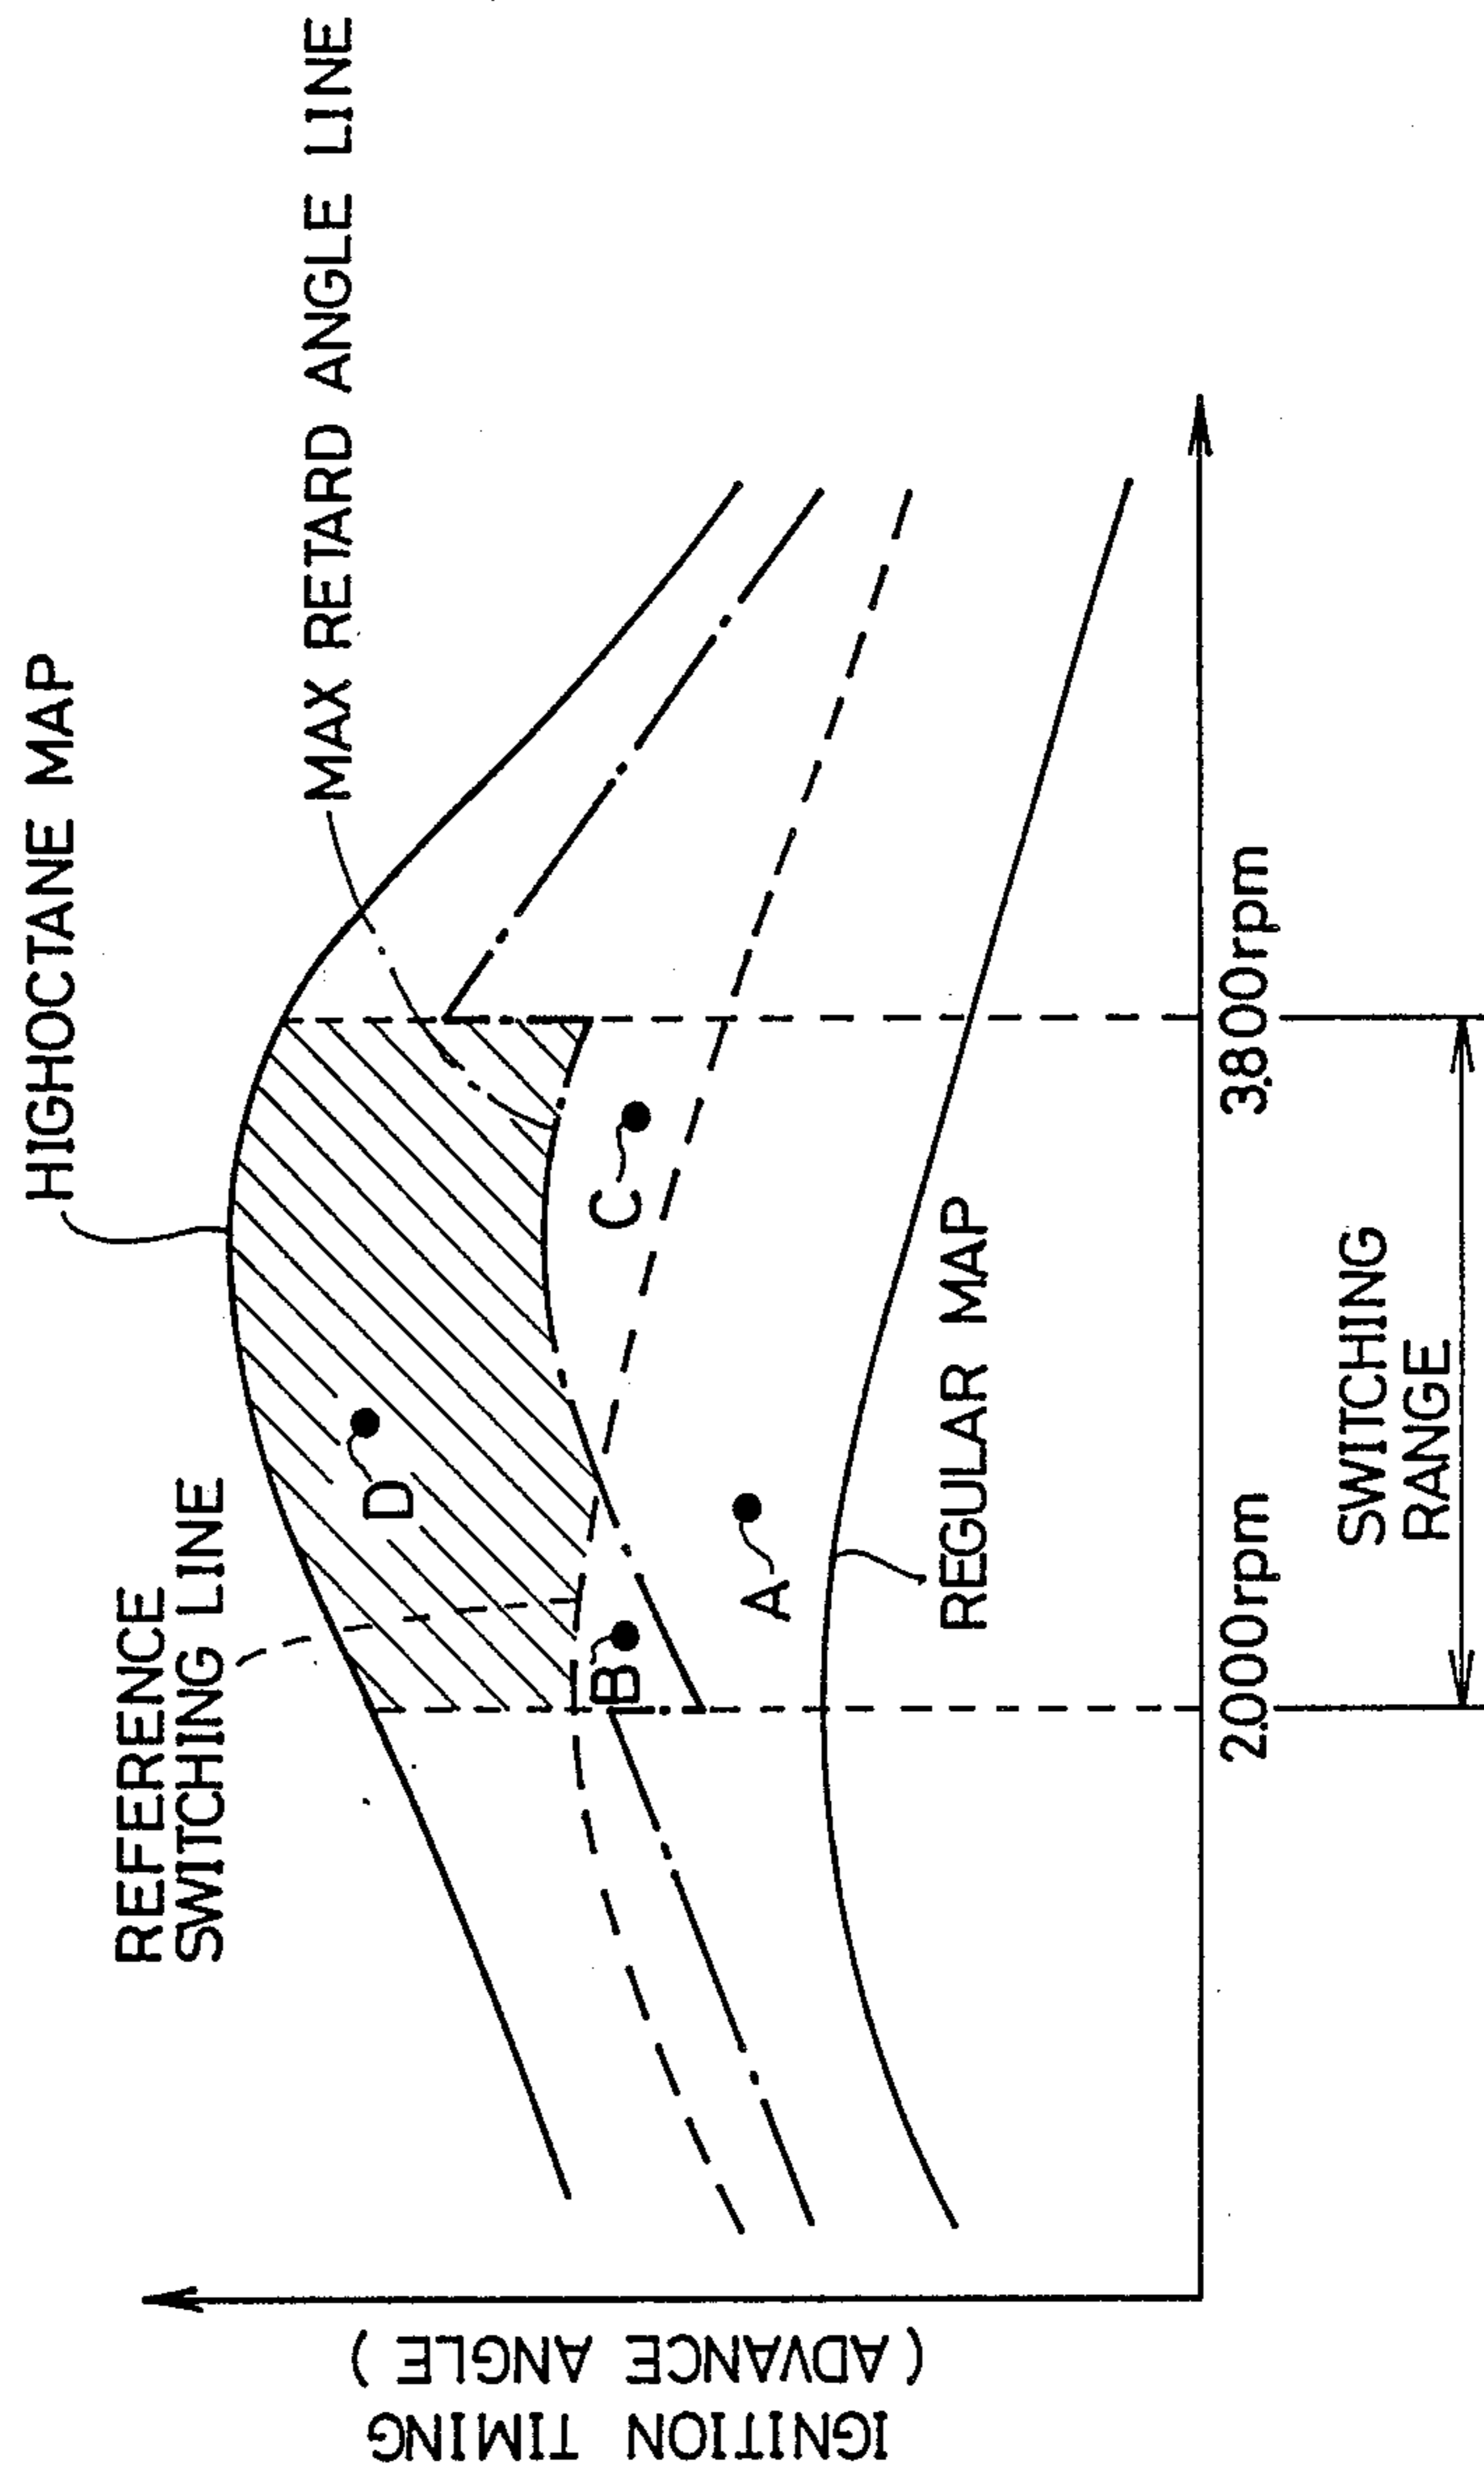 HIGHOCTANE MAP
MAX RETARD ANGLE LINE
REFERENCE
SWITCHING LINE
D
B
C
A
REGULAR MAP
IGNITION TIMING
(ADVANCE ANGLE)
2,000rpm
3,800rpm
SWITCHING
RANGE